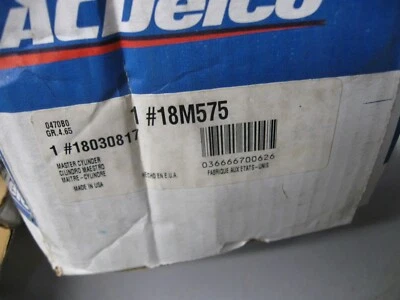 ACDelco
1 #18M575
0470B0
GR.4.65
1 #18030817
MASTER CYLINDER
CILINDRO MAESTRO
MAITRE-CYLINDRE
MADE IN USA
HECHO EN E.U.A.
036666700626
FABRIQUE AUX ETATS-UNIS